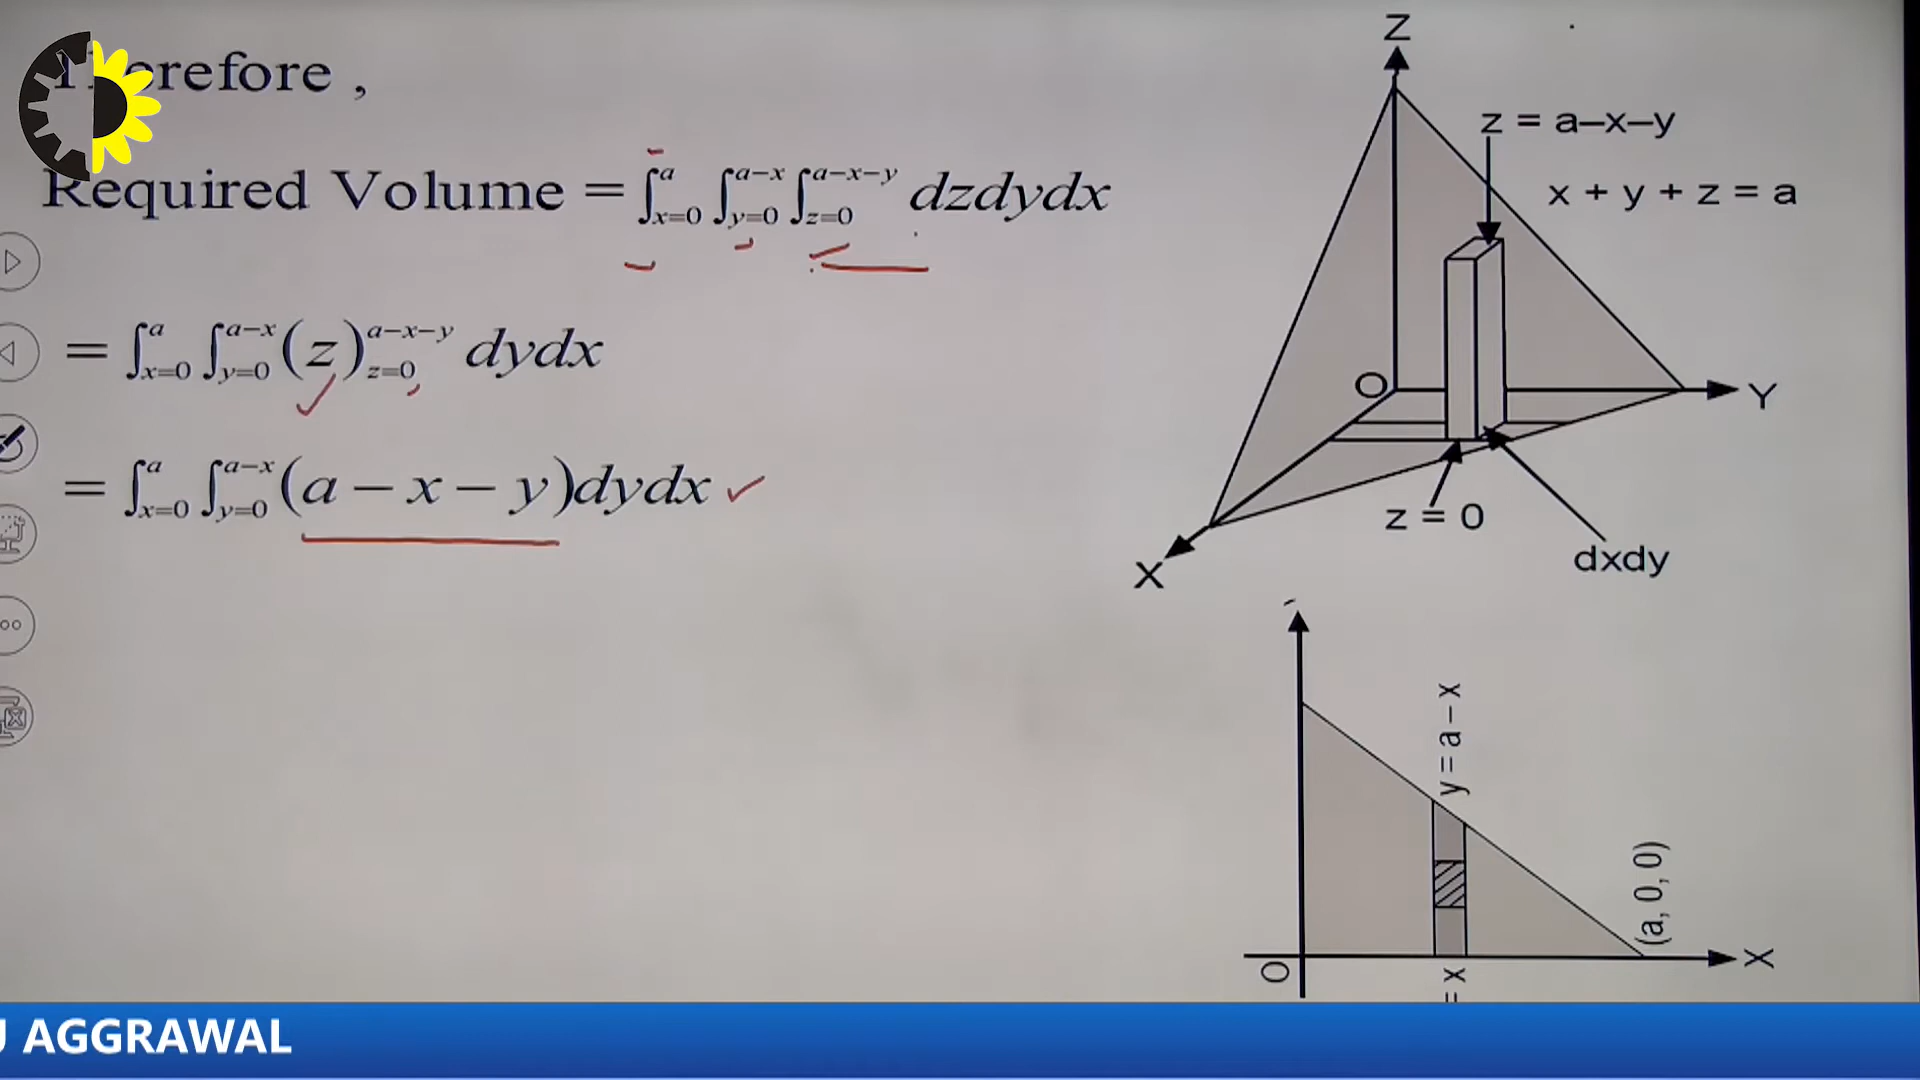 Therefore ,
Required Volume = ∫_{x=0}^{a} ∫_{y=0}^{a−x} ∫_{z=0}^{a−x−y} dzdydx
= ∫_{x=0}^{a} ∫_{y=0}^{a−x} (z)_{z=0}^{a−x−y} dydx
= ∫_{x=0}^{a} ∫_{y=0}^{a−x} (a − x − y)dydx
Z
z = a–x–y
x + y + z = a
O
Y
z = 0
dxdy
X
y = a – x
(a, 0, 0)
O
= x
X
AGGRAWAL